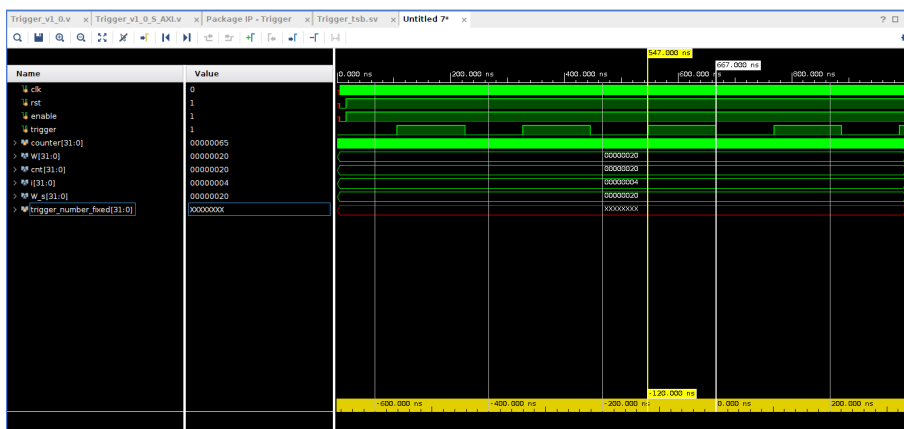 Trigger_v1_0.v x Trigger_v1_0_S_AXI.v x Package IP - Trigger x Trigger_tsb.sv x Untitled 7* x ?
547.000 ns
667.000 ns
Name Value 0.000 ns 200.000 ns 400.000 ns 600.000 ns 800.000 ns
clk 0
rst 1
enable 1
trigger 1
counter[31:0] 00000065
W[31:0] 00000020 00000020
cnt[31:0] 00000020 00000020
i[31:0] 00000004 00000004
W_s[31:0] 00000020 00000020
trigger_number_fixed[31:0] XXXXXXXX XXXXXXXX
-120.000 ns
-600.000 ns -400.000 ns -200.000 ns 0.000 ns 200.000 ns